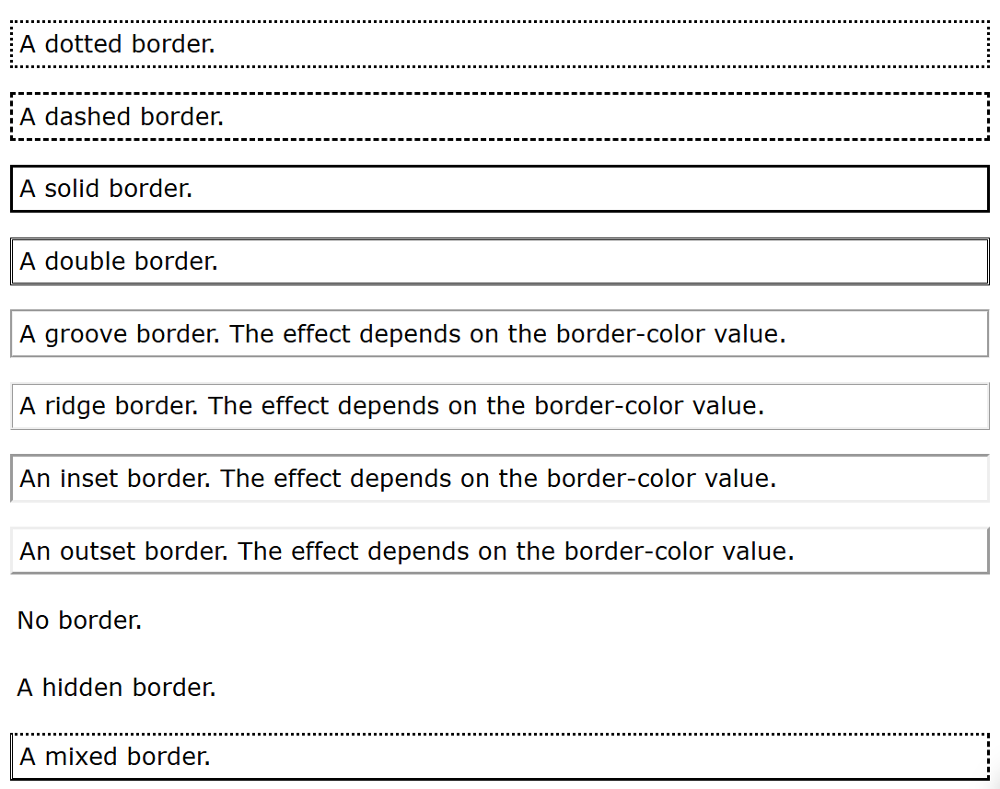 A dotted border.
A dashed border.
A solid border.
A double border.
A groove border. The effect depends on the border-color value.
A ridge border. The effect depends on the border-color value.
An inset border. The effect depends on the border-color value.
An outset border. The effect depends on the border-color value.
No border.
A hidden border.
A mixed border.